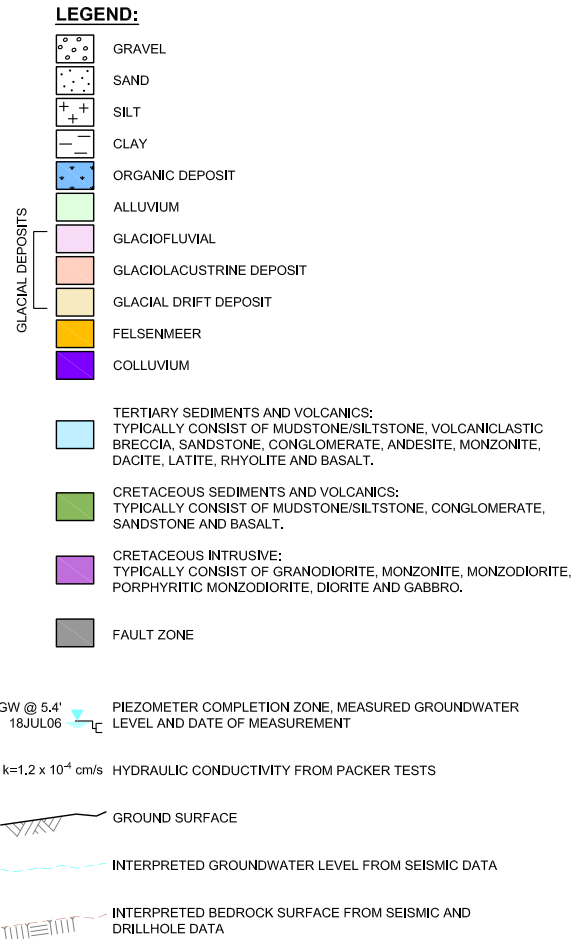 LEGEND:
GRAVEL
SAND
SILT
CLAY
ORGANIC DEPOSIT
ALLUVIUM
GLACIAL DEPOSITS
GLACIOFLUVIAL
GLACIOLACUSTRINE DEPOSIT
GLACIAL DRIFT DEPOSIT
FELSENMEER
COLLUVIUM
TERTIARY SEDIMENTS AND VOLCANICS:
TYPICALLY CONSIST OF MUDSTONE/SILTSTONE, VOLCANICLASTIC
BRECCIA, SANDSTONE, CONGLOMERATE, ANDESITE, MONZONITE,
DACITE, LATITE, RHYOLITE AND BASALT.
CRETACEOUS SEDIMENTS AND VOLCANICS:
TYPICALLY CONSIST OF MUDSTONE/SILTSTONE, CONGLOMERATE,
SANDSTONE AND BASALT.
CRETACEOUS INTRUSIVE:
TYPICALLY CONSIST OF GRANODIORITE, MONZONITE, MONZODIORITE,
PORPHYRITIC MONZODIORITE, DIORITE AND GABBRO.
FAULT ZONE
GW @ 5.4'
18JUL06
PIEZOMETER COMPLETION ZONE, MEASURED GROUNDWATER
LEVEL AND DATE OF MEASUREMENT
k=1.2 x 10⁻⁴ cm/s HYDRAULIC CONDUCTIVITY FROM PACKER TESTS
GROUND SURFACE
INTERPRETED GROUNDWATER LEVEL FROM SEISMIC DATA
INTERPRETED BEDROCK SURFACE FROM SEISMIC AND
DRILLHOLE DATA